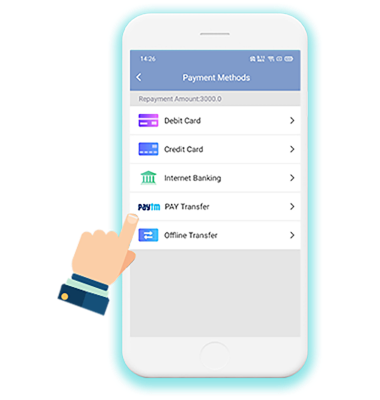 14:26
Payment Methods
Repayment Amount:3000.0
Debit Card
Credit Card
Internet Banking
Paytm PAY Transfer
Offline Transfer